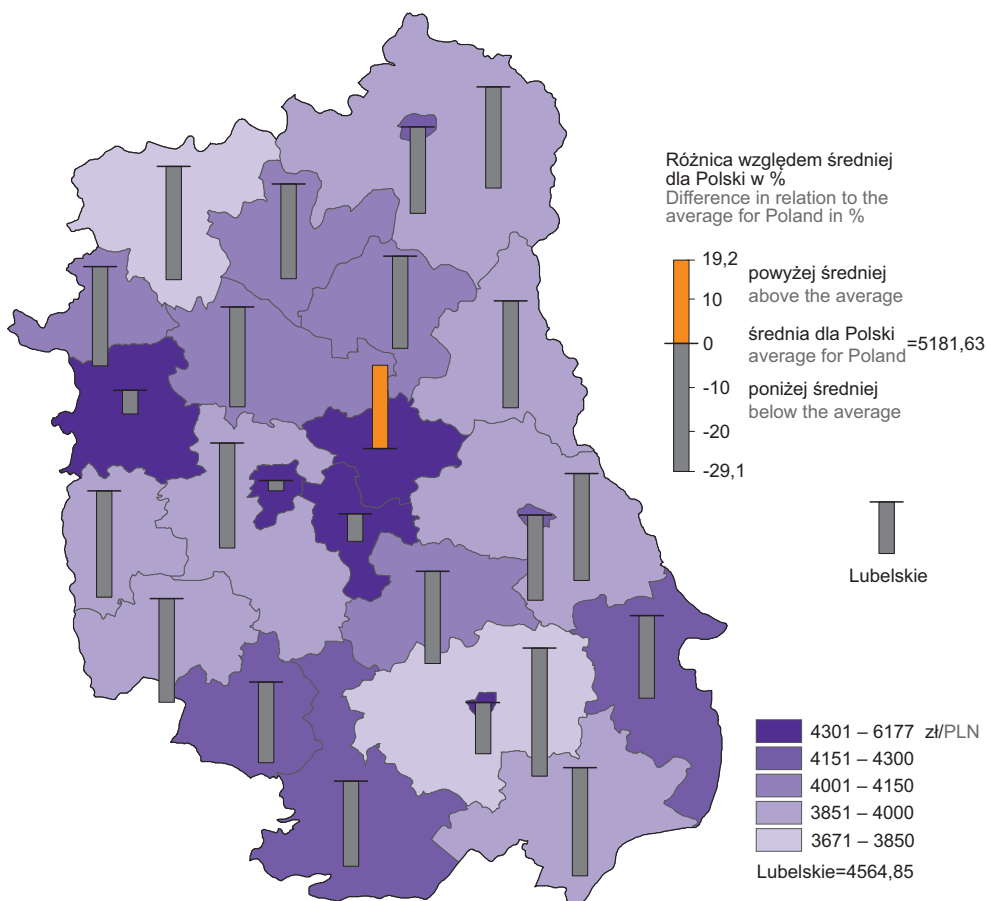 Różnica względem średniej
dla Polski w %
Difference in relation to the
average for Poland in %
19,2
powyżej średniej
10
above the average
0
średnia dla Polski
average for Poland
=5181,63
-10
poniżej średniej
-20
below the average
-29,1
Lubelskie
4301 – 6177 zł/PLN
4151 – 4300
4001 – 4150
3851 – 4000
3671 – 3850
Lubelskie=4564,85